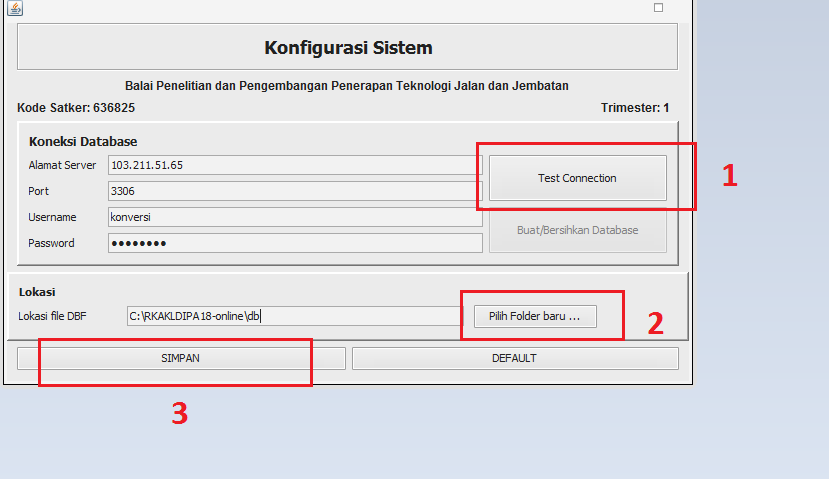 Konfigurasi Sistem
Balai Penelitian dan Pengembangan Penerapan Teknologi Jalan dan Jembatan
Kode Satker: 636825 Trimester: 1
Koneksi Database
Alamat Server 103.211.51.65
Test Connection
1
Port 3306
Username konversi
Buat/Bersihkan Database
Password ●●●●●●●●
Lokasi
Lokasi file DBF C:\RKAKLDIPA18-online\db
Pilih Folder baru ...
2
SIMPAN DEFAULT
3